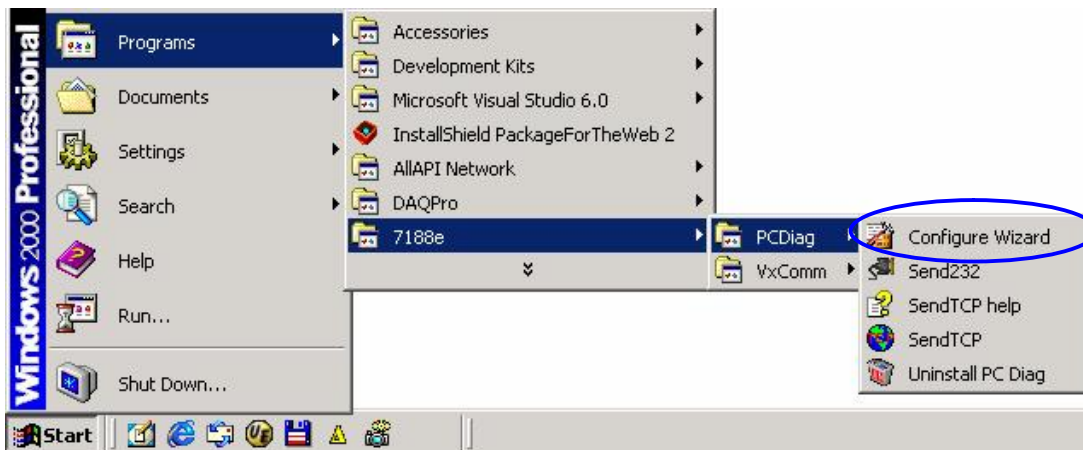 Windows 2000 Professional
Programs
Documents
Settings
Search
Help
Run...
Shut Down...
Accessories
Development Kits
Microsoft Visual Studio 6.0
InstallShield PackageForTheWeb 2
AllAPI Network
DAQPro
7188e
PCDiag
VxComm
Configure Wizard
Send232
SendTCP help
SendTCP
Uninstall PC Diag
Start